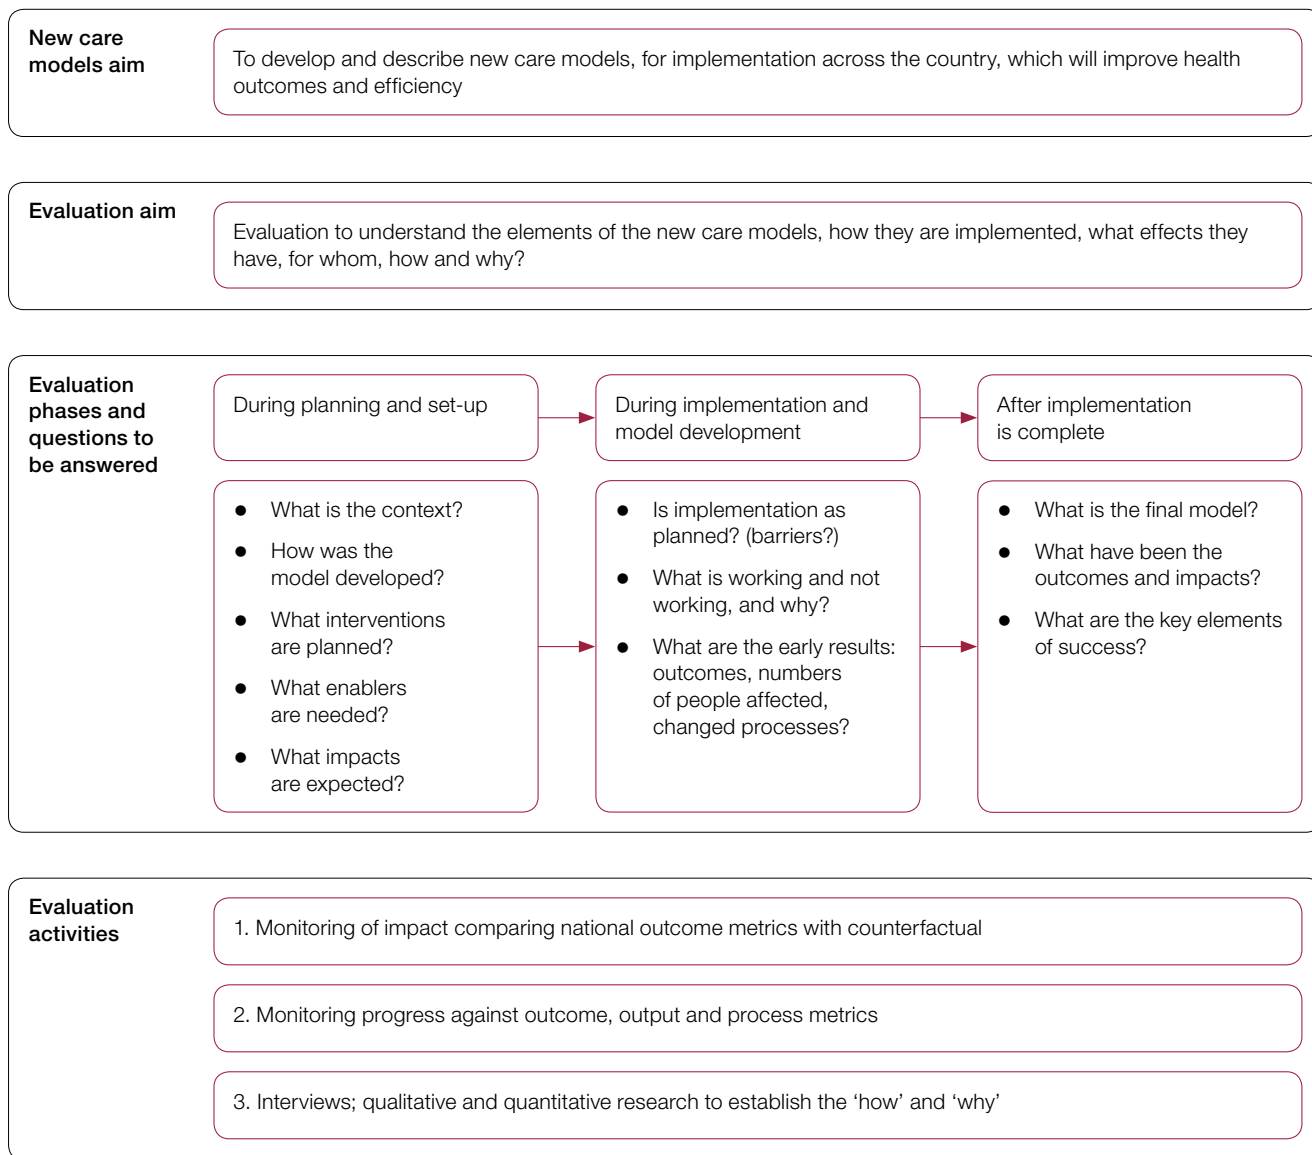 New care
models aim
To develop and describe new care models, for implementation across the country, which will improve health
outcomes and efficiency
Evaluation aim
Evaluation to understand the elements of the new care models, how they are implemented, what effects they
have, for whom, how and why?
Evaluation
phases and
questions to
be answered
During planning and set-up
During implementation and
model development
After implementation
is complete
● What is the context?
● How was the
model developed?
● What interventions
are planned?
● What enablers
are needed?
● What impacts
are expected?
● Is implementation as
planned? (barriers?)
● What is working and not
working, and why?
● What are the early results:
outcomes, numbers
of people affected,
changed processes?
● What is the final model?
● What have been the
outcomes and impacts?
● What are the key elements
of success?
Evaluation
activities
1. Monitoring of impact comparing national outcome metrics with counterfactual
2. Monitoring progress against outcome, output and process metrics
3. Interviews; qualitative and quantitative research to establish the ‘how’ and ‘why’